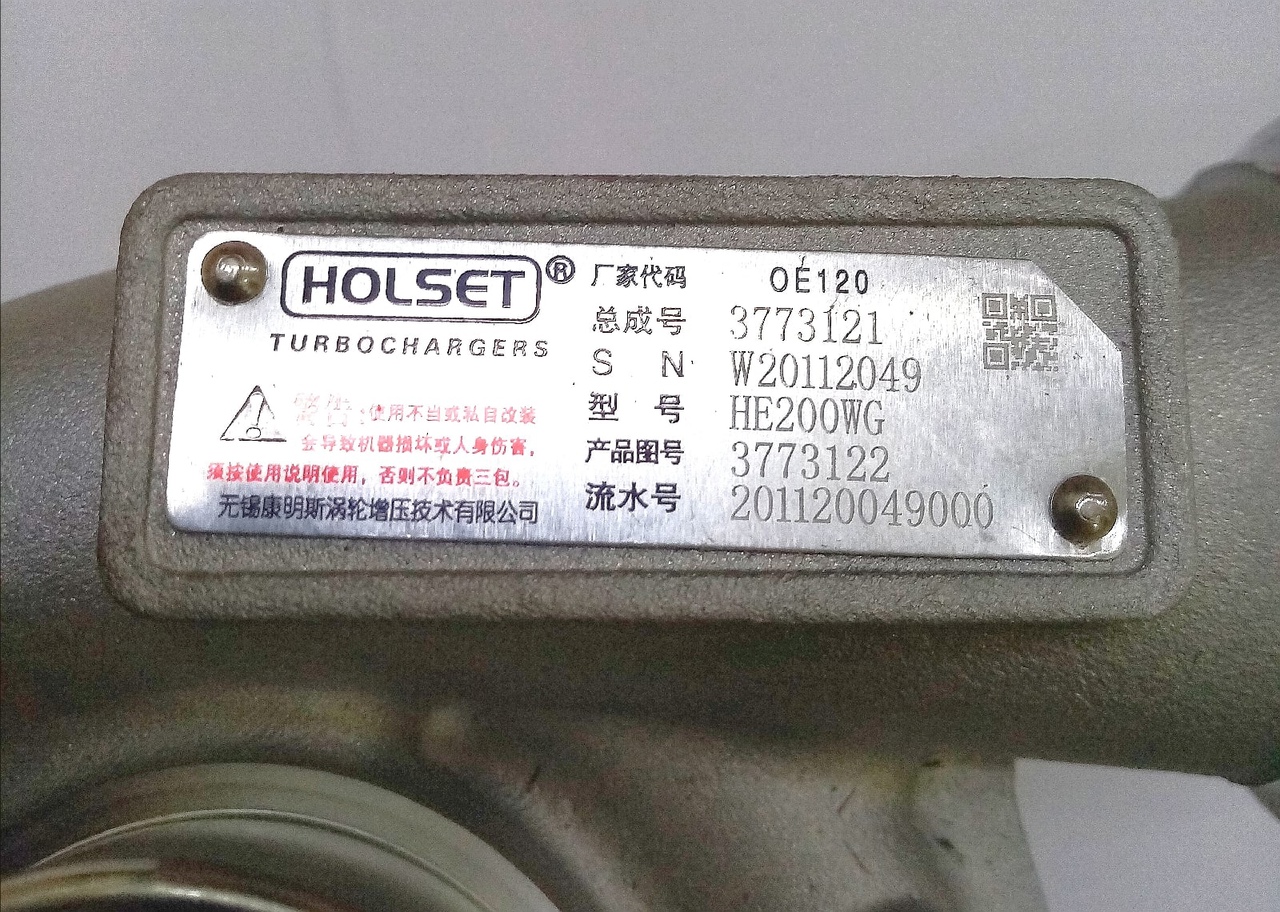 HOLSET®
TURBOCHARGERS
警告:使用不当或私自改装
会导致机器损坏或人身伤害,
须按使用说明使用, 否则不负责三包。
无锡康明斯涡轮增压技术有限公司
厂家代码 OE120
总成号 3773121
S N W20112049
型 号 HE200WG
产品图号 3773122
流水号 201120049000